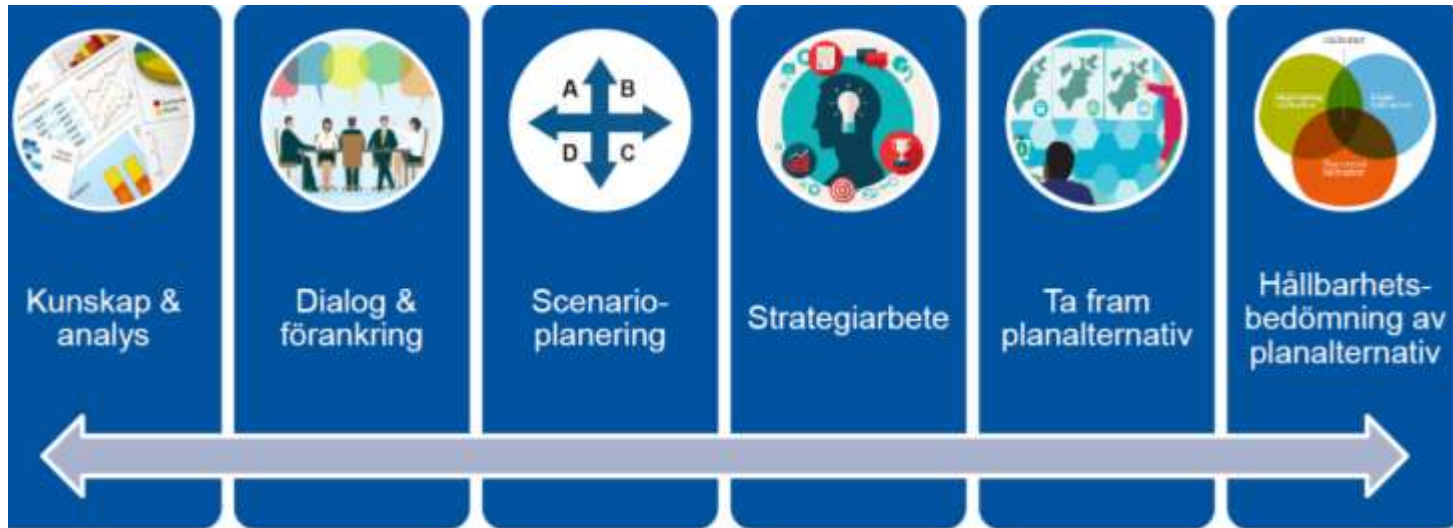 Kunskap &
analys
Dialog &
förankring
A B
D C
Scenario-
planering
Strategiarbete
Ta fram
planalternativ
Hållbarhets-
bedömning av
planalternativ